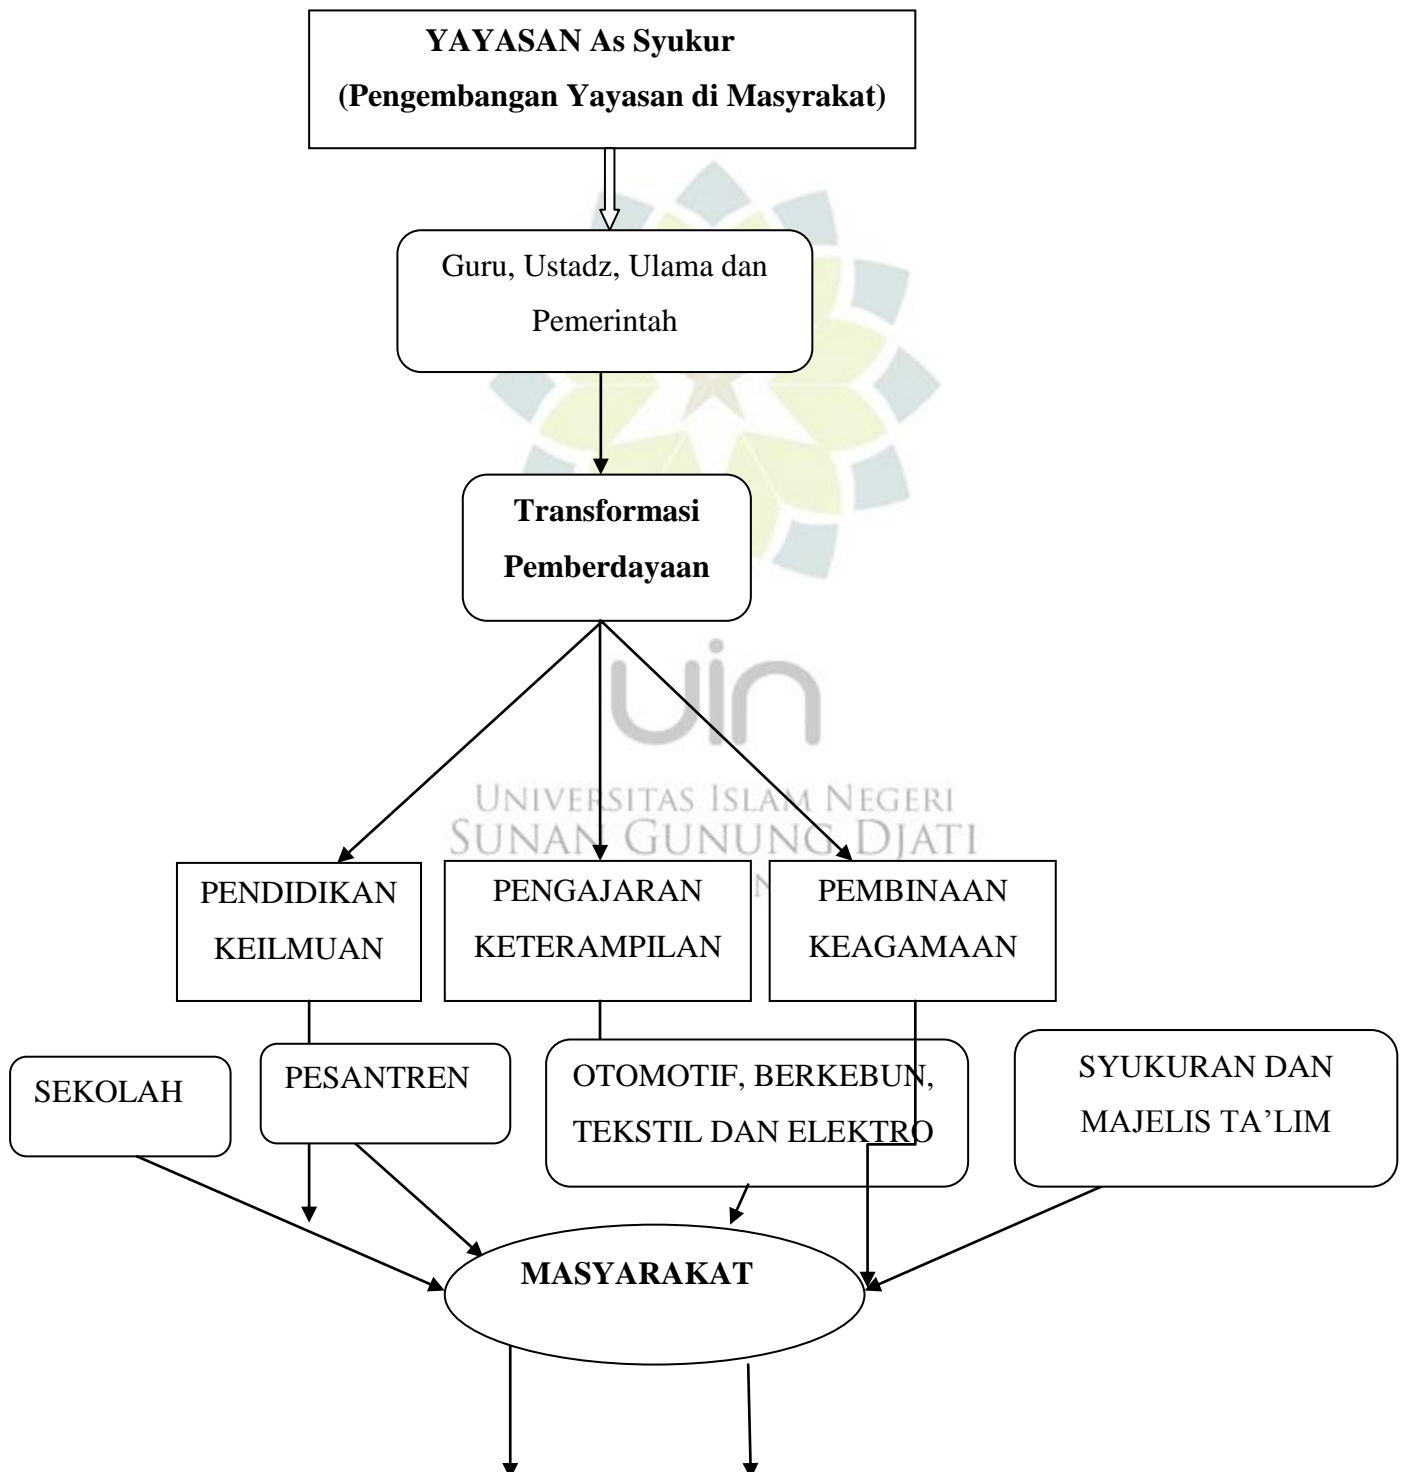 YAYASAN As Syukur
(Pengembangan Yayasan di Masyrakat)
Guru, Ustadz, Ulama dan
Pemerintah
Transformasi
Pemberdayaan
uin
UNIVERSITAS ISLAM NEGERI
SUNAN GUNUNG DJATI
PENDIDIKAN
KEILMUAN
PENGAJARAN
KETERAMPILAN
PEMBINAAN
KEAGAMAAN
SEKOLAH
PESANTREN
OTOMOTIF, BERKEBUN,
TEKSTIL DAN ELEKTRO
SYUKURAN DAN
MAJELIS TA’LIM
MASYARAKAT